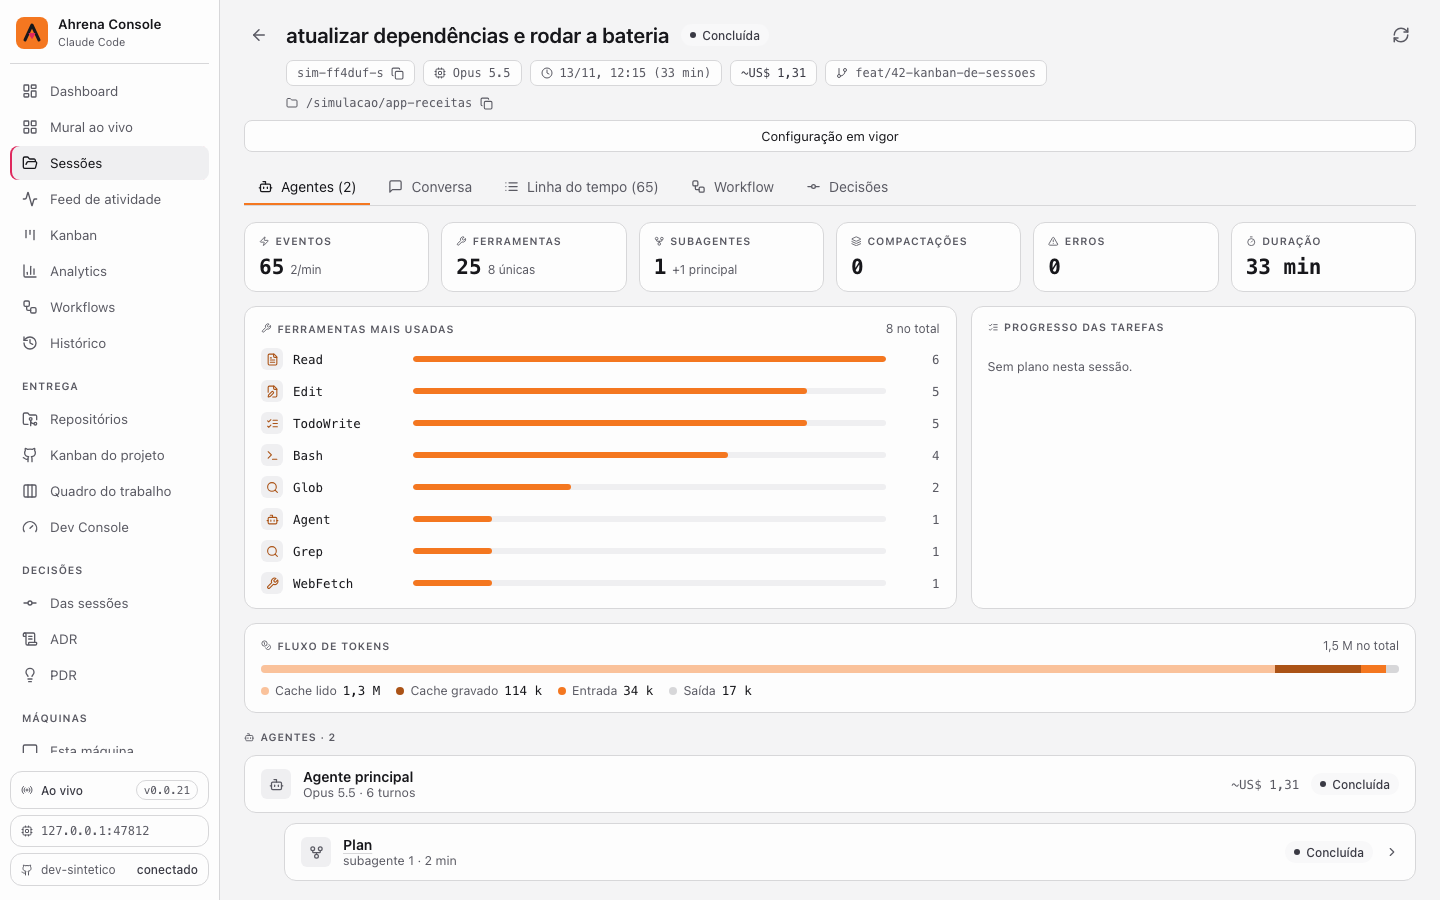 Ahrena Console
Claude Code
Dashboard
Mural ao vivo
Sessões
Feed de atividade
Kanban
Analytics
Workflows
Histórico
ENTREGA
Repositórios
Kanban do projeto
Quadro do trabalho
Dev Console
DECISÕES
Das sessões
ADR
PDR
MÁQUINAS
Esta máquina
Ao vivo v0.0.21
127.0.0.1:47812
dev-sintetico conectado
atualizar dependências e rodar a bateria Concluída
sim-ff4duf-s Opus 5.5 13/11, 12:15 (33 min) ~US$ 1,31 feat/42-kanban-de-sessoes
/simulacao/app-receitas
Configuração em vigor
Agentes (2) Conversa Linha do tempo (65) Workflow Decisões
EVENTOS
65 2/min
FERRAMENTAS
25 8 únicas
SUBAGENTES
1 +1 principal
COMPACTAÇÕES
0
ERROS
0
DURAÇÃO
33 min
FERRAMENTAS MAIS USADAS 8 no total
Read 6
Edit 5
TodoWrite 5
Bash 4
Glob 2
Agent 1
Grep 1
WebFetch 1
PROGRESSO DAS TAREFAS
Sem plano nesta sessão.
FLUXO DE TOKENS 1,5 M no total
Cache lido 1,3 M Cache gravado 114 k Entrada 34 k Saída 17 k
AGENTES · 2
Agente principal
Opus 5.5 · 6 turnos
~US$ 1,31 Concluída
Plan
subagente 1 · 2 min
Concluída